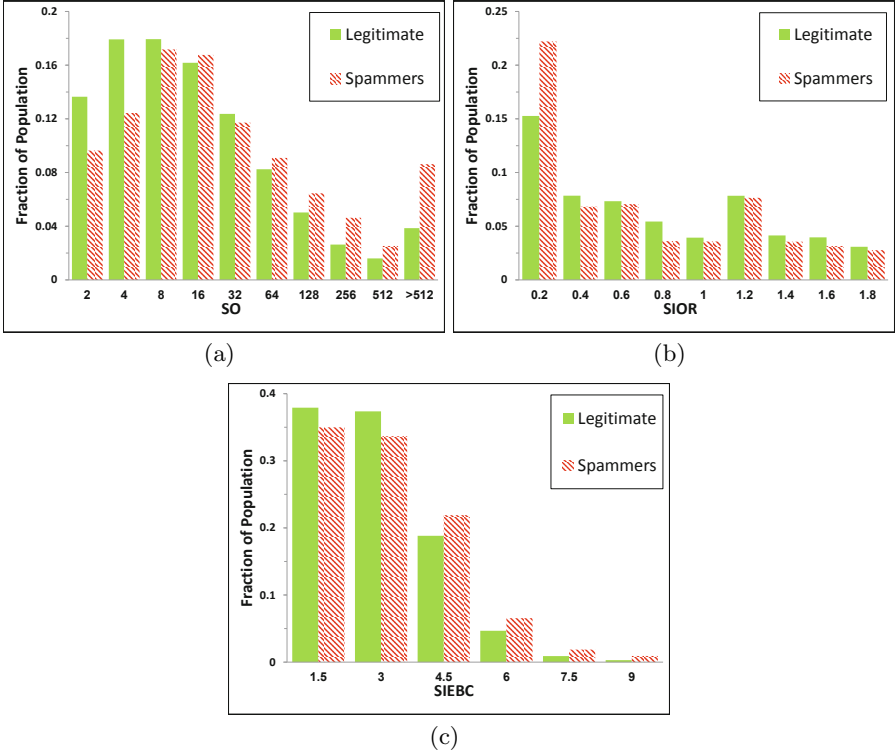 Fraction of Population
0.2
0.16
0.12
0.08
0.04
0
Legitimate
Spammers
2 4 8 16 32 64 128 256 512 >512
SO
(a)
Fraction of Population
0.25
0.2
0.15
0.1
0.05
0
Legitimate
Spammers
0.2 0.4 0.6 0.8 1 1.2 1.4 1.6 1.8
SIOR
(b)
Fraction of Population
0.4
0.3
0.2
0.1
0
Legitimate
Spammers
1.5 3 4.5 6 7.5 9
SIEBC
(c)